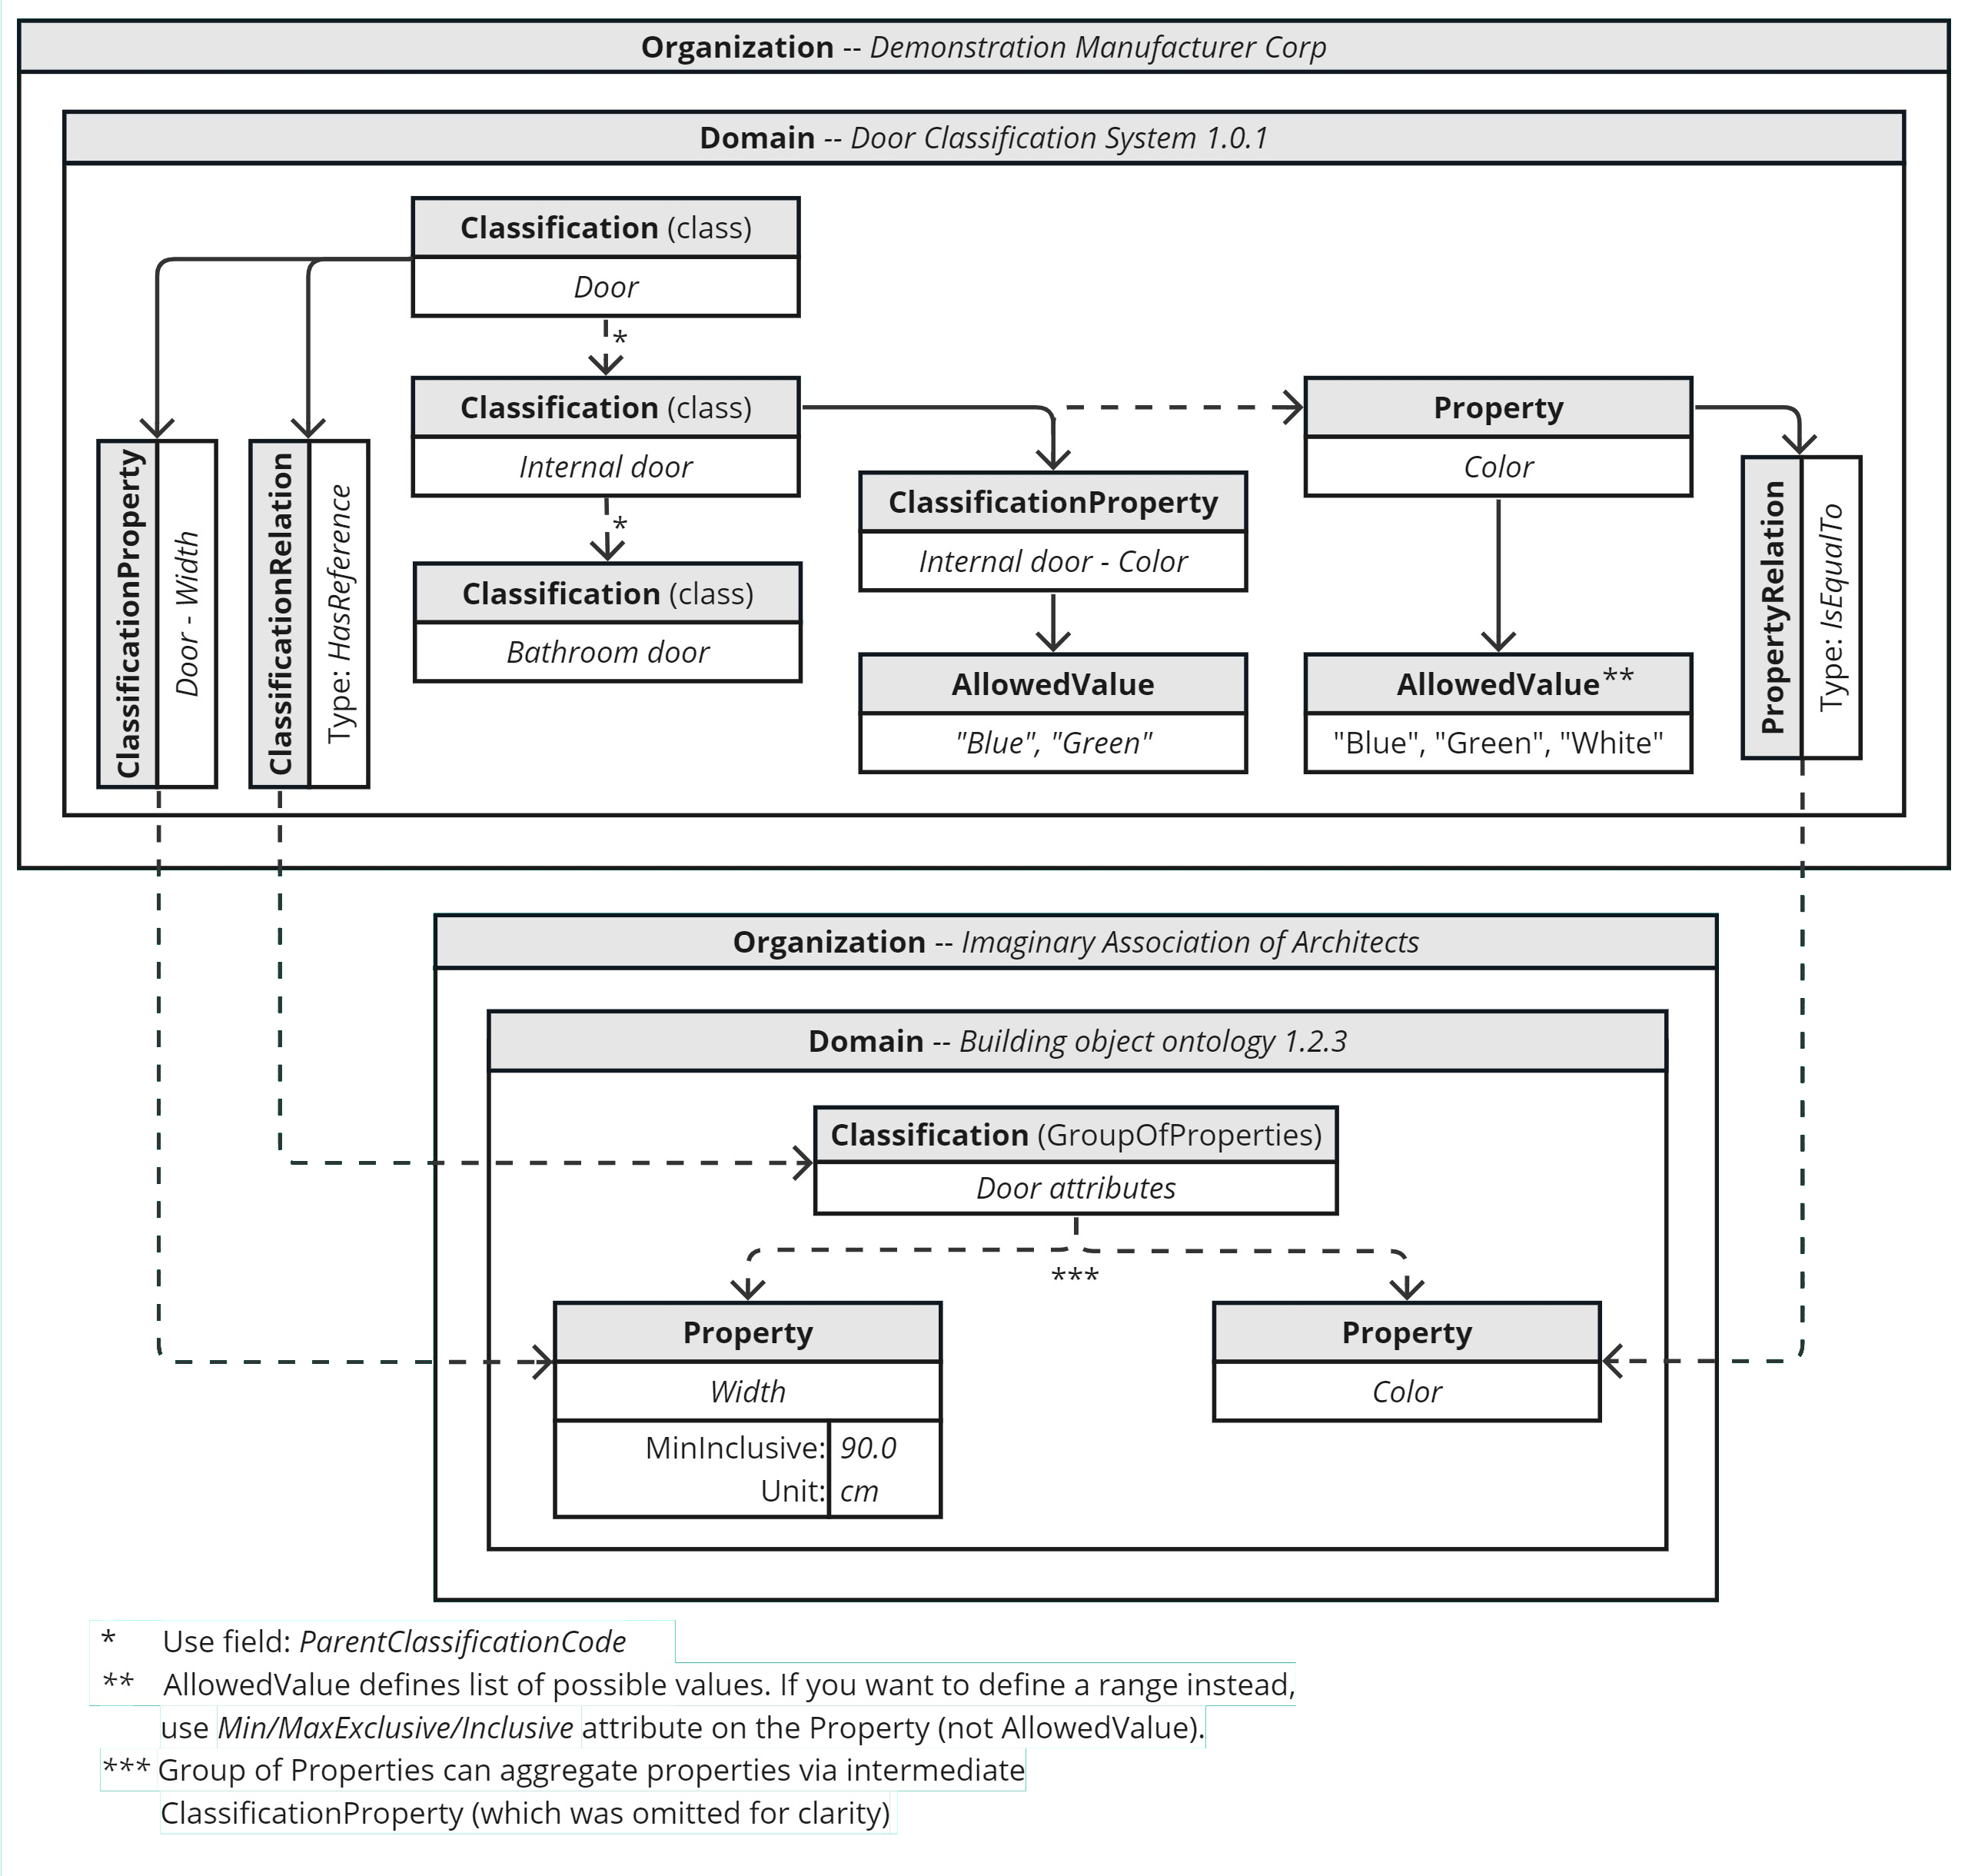 Organization -- Demonstration Manufacturer Corp
Domain -- Door Classification System 1.0.1
Classification (class)
Door
*
Classification (class)
Internal door
*
Classification (class)
Bathroom door
ClassificationProperty
Door - Width
ClassificationRelation
Type: HasReference
ClassificationProperty
Internal door - Color
AllowedValue
"Blue", "Green"
Property
Color
AllowedValue**
"Blue", "Green", "White"
PropertyRelation
Type: IsEqualTo
Organization -- Imaginary Association of Architects
Domain -- Building object ontology 1.2.3
Classification (GroupOfProperties)
Door attributes
***
Property
Width
MinInclusive: 90.0
Unit: cm
Property
Color
* Use field: ParentClassificationCode
** AllowedValue defines list of possible values. If you want to define a range instead,
use Min/MaxExclusive/Inclusive attribute on the Property (not AllowedValue).
*** Group of Properties can aggregate properties via intermediate
ClassificationProperty (which was omitted for clarity)